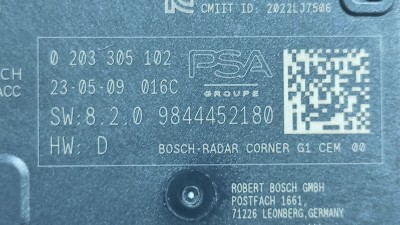 CMIIT ID: 2022LJ7506
0 203 305 102
PSA
23-05-09 016C
GROUPE
SW:8.2.0 9844452180
HW: D
BOSCH-RADAR CORNER G1 CEM 00
ACC
ROBERT BOSCH GMBH
POSTFACH 1661,
71226 LEONBERG,GERMANY